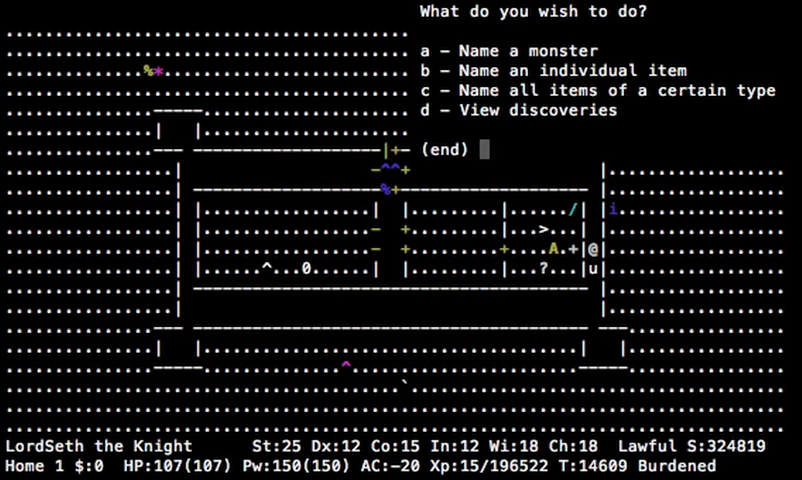 What do you wish to do?
a – Name a monster
b – Name an individual item
c – Name all items of a certain type
d – View discoveries
(end)
LordSeth the Knight St:25 Dx:12 Co:15 In:12 Wi:18 Ch:18 Lawful S:324819
Home 1 $:0 HP:107(107) Pw:150(150) AC:-20 Xp:15/196522 T:14609 Burdened